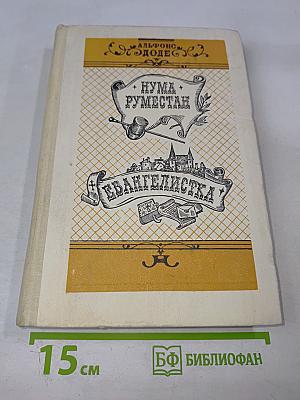 АЛЬФОНС
ДОДЕ
НУМА
РУМЕСТАН
ЕВАНГЕЛИСТКА
15 см
БФ БИБЛИОФАН